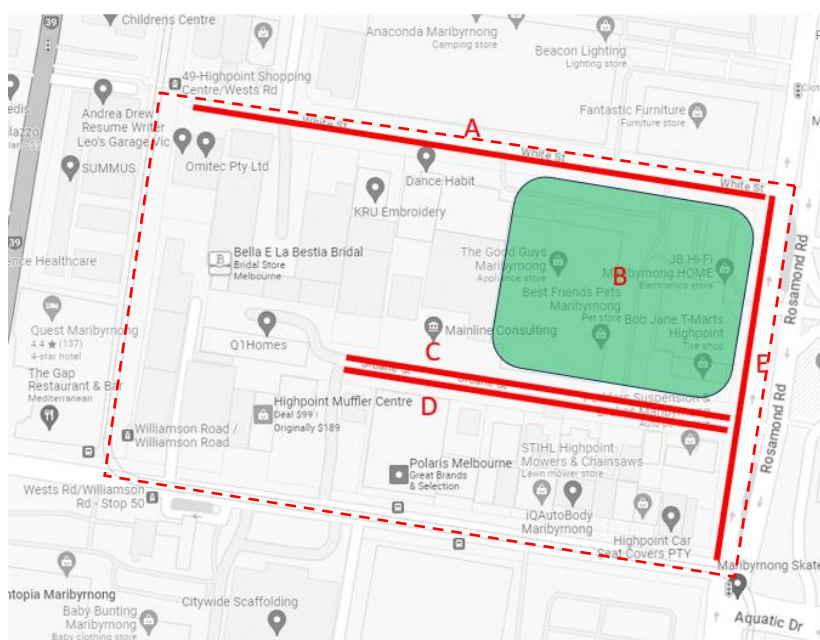 Childrens Centre
39
Anaconda Maribyrnong
Camping store
Beacon Lighting
Lighting store
49-Highpoint Shopping
Centre/Wests Rd
Andrea Drew
Resume Writer
Leo's Garage Vic
White St
A
Fantastic Furniture
Furniture store
SUMMUS
Omitec Pty Ltd
Dance Habit
White St
White St
KRU Embroidery
39
Bella E La Bestia Bridal
Bridal Store
Melbourne
The Good Guys
Maribyrnong
Appliance store
B
JB Hi-Fi
Maribyrnong HOME
Electronics store
Rosamond Rd
ence Healthcare
Best Friends Pets
Maribyrnong
Pet store
Bob Jane T-Marts
Highpoint
Tire shop
Quest Maribyrnong
4.4 ★ (137)
4-star hotel
Q1Homes
Mainline Consulting
C
E
The Gap
Restaurant & Bar
Mediterranean
Highpoint Muffler Centre
Deal $99 |
Originally $189
D
Suspension &
Rosamond Rd
Williamson Road /
Williamson Road
Polaris Melbourne
Great Brands
& Selection
STIHL Highpoint
Mowers & Chainsaws
Lawn mower store
Wests Rd/Williamson
Rd - Stop 50
iQAutoBody
Maribyrnong
Highpoint Car
Seat Covers PTY
Maribyrnong Skate
ntopia Maribyrnong
Baby Bunting
Maribyrnong
Baby clothing store
Citywide Scaffolding
Aquatic Dr